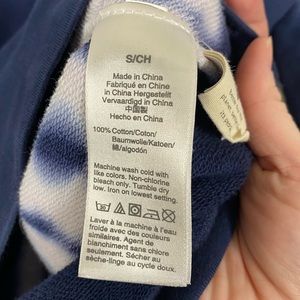 S/CH
Made in China
Fabriqué en Chine
in China Hergestellt
Vervaardigd in China
中国製
Hecho en China
100% Cotton/Coton/
Baumwolle/Katoen/
綿/algodón
Machine wash cold with
like colors. Non-chlorine
bleach only. Tumble dry
low. Iron on lowest setting.
Laver à la machine à
l'eau froide avec couleurs
similaires. Agent de
blanchiment sans chlore
seulement. Sécher au
sèche-linge au cycle doux.